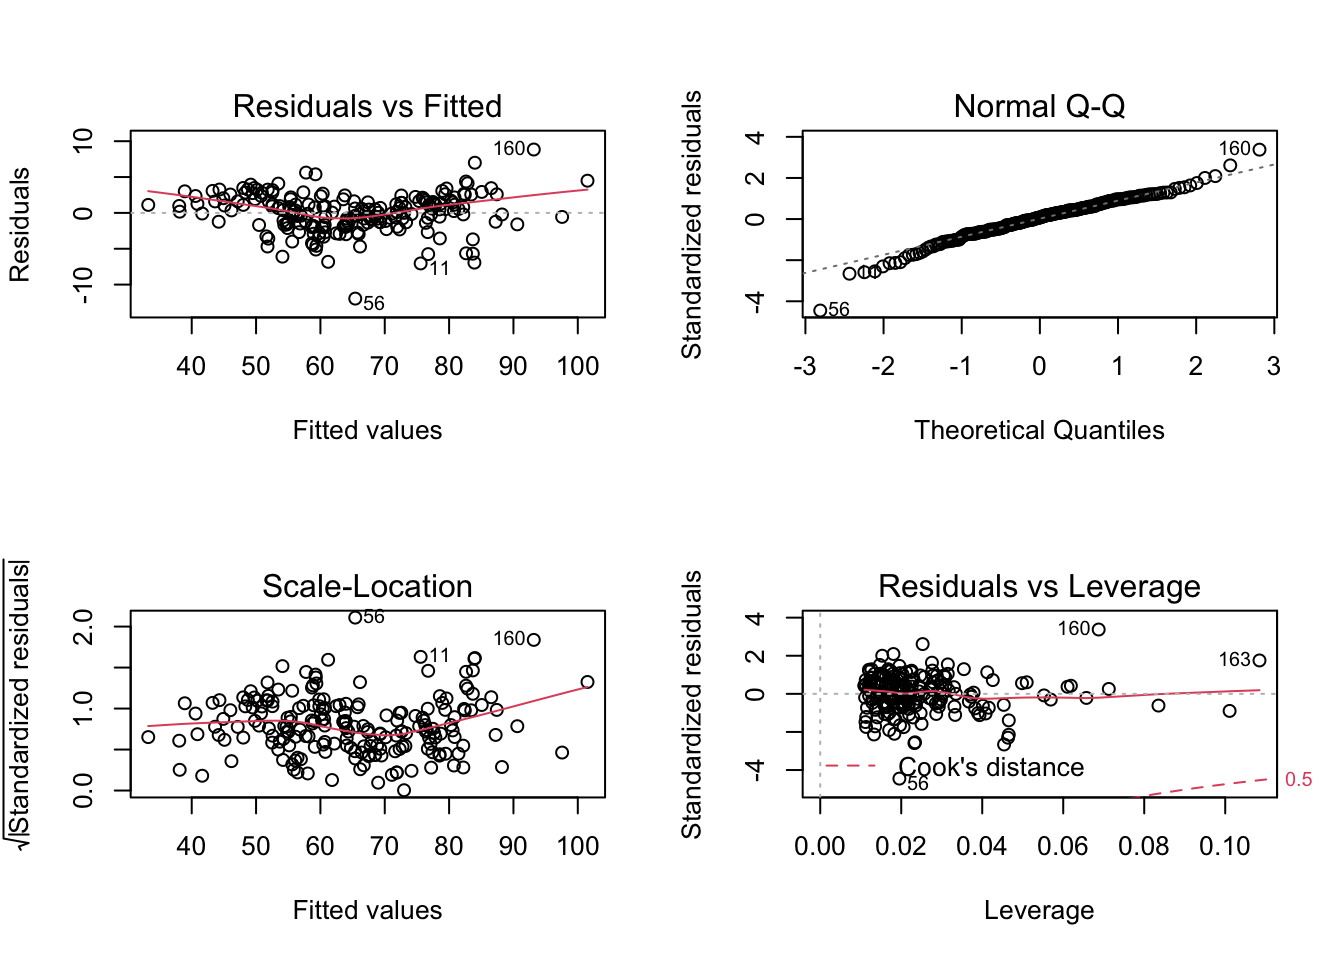 Residuals vs Fitted
Residuals
10
0
-10
160
11
56
40 50 60 70 80 90 100
Fitted values
Normal Q-Q
Standardized residuals
4
2
0
-4
160
56
-3 -2 -1 0 1 2 3
Theoretical Quantiles
Scale-Location
√|Standardized residuals|
2.0
1.0
0.0
56
160
11
40 50 60 70 80 90 100
Fitted values
Residuals vs Leverage
Standardized residuals
4
2
0
-4
160
163
Cook's distance
56
0.5
0.00 0.02 0.04 0.06 0.08 0.10
Leverage